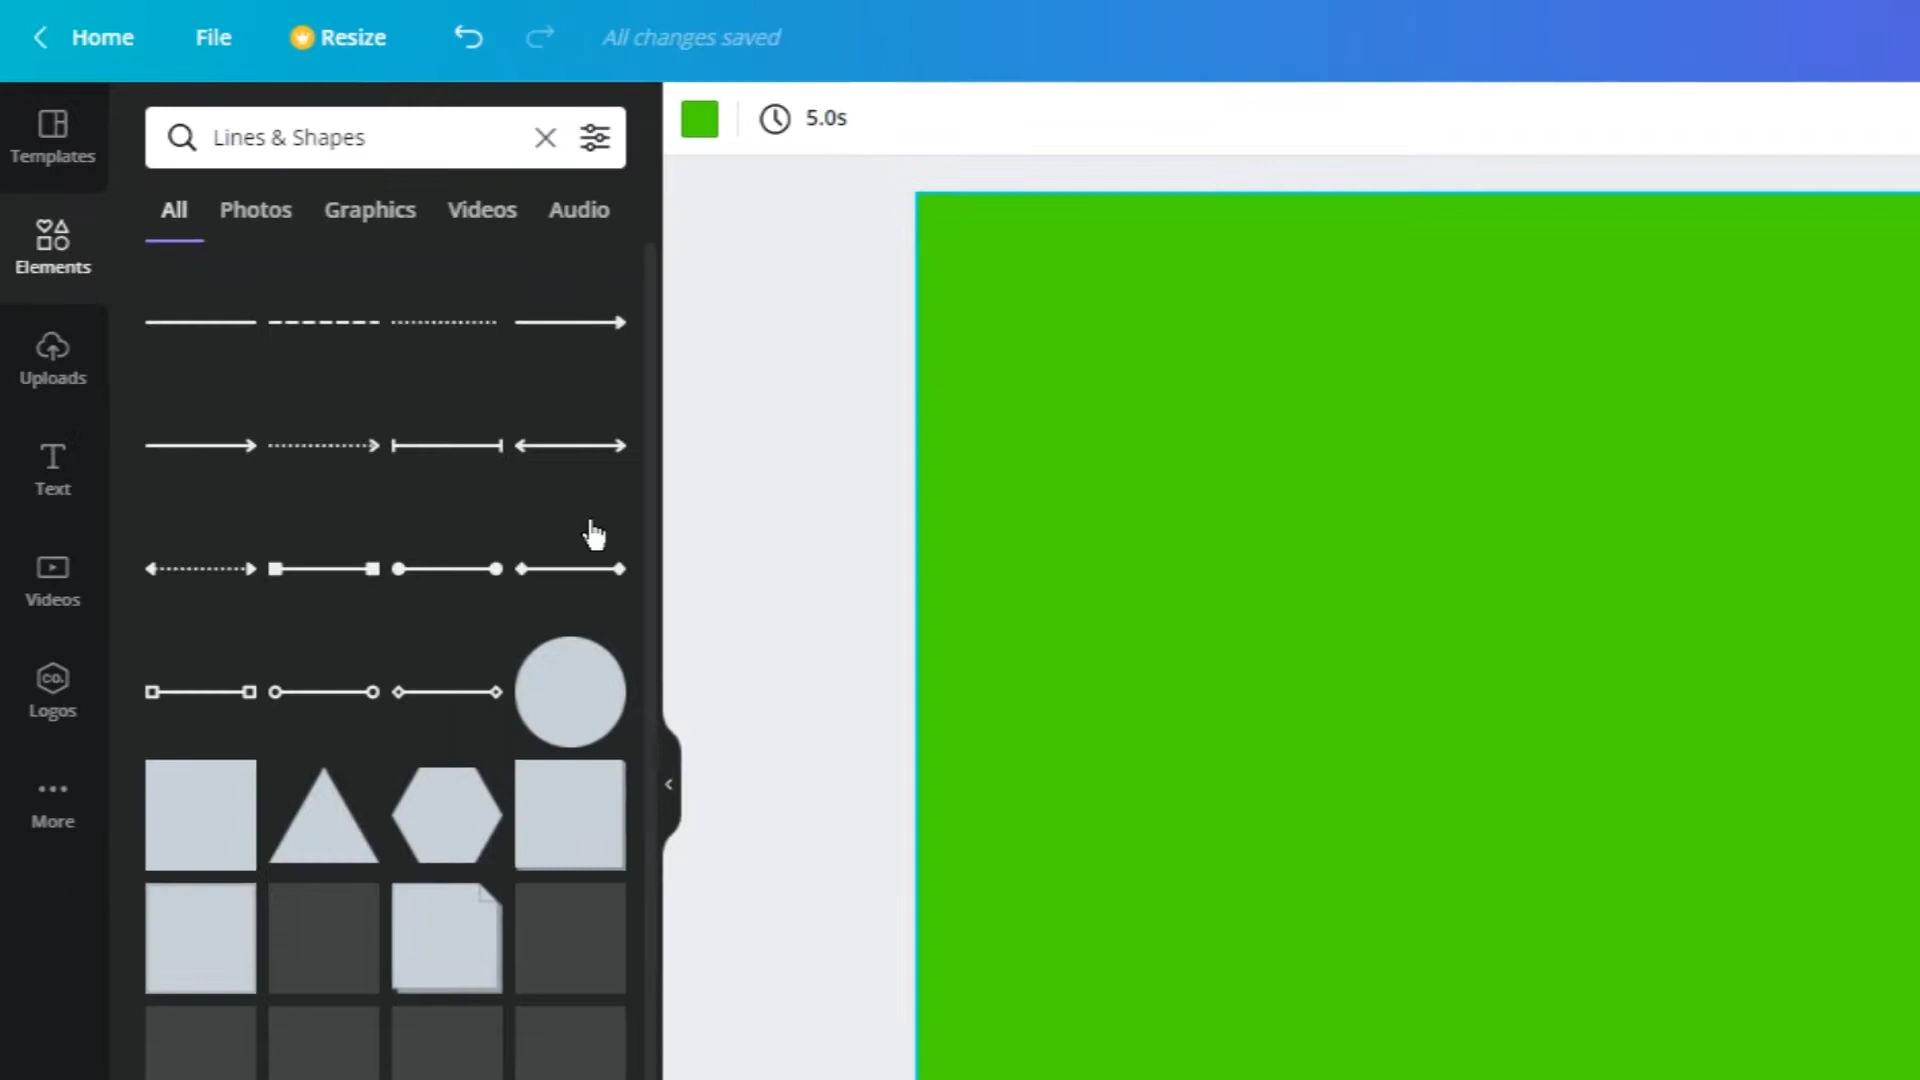 Home File Resize All changes saved
Templates
Elements
Uploads
Text
Videos
CO.
Logos
More
Lines & Shapes
All Photos Graphics Videos Audio
5.0s